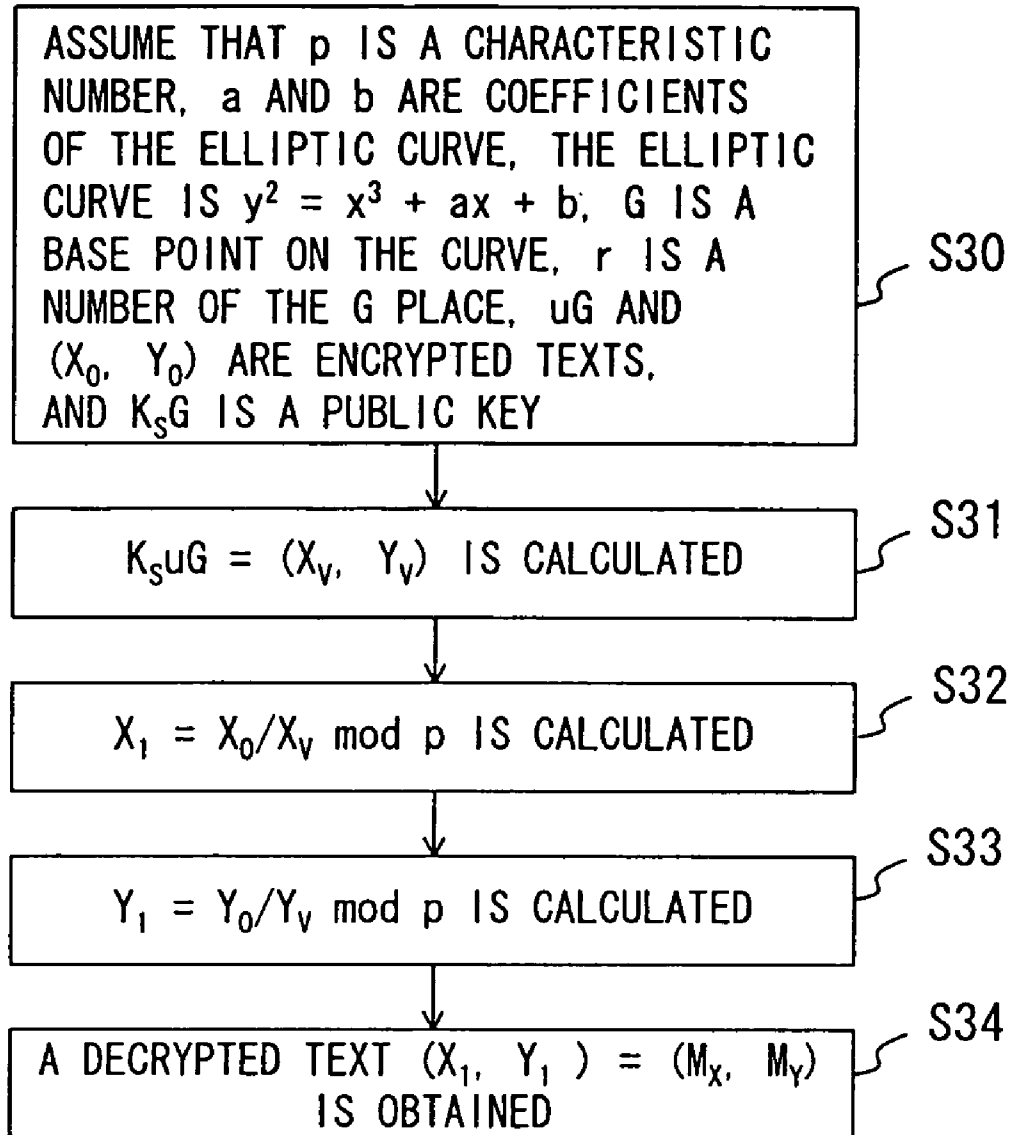 ASSUME THAT p IS A CHARACTERISTIC
NUMBER, a AND b ARE COEFFICIENTS
OF THE ELLIPTIC CURVE, THE ELLIPTIC
CURVE IS y² = x³ + ax + b, G IS A
BASE POINT ON THE CURVE, r IS A
NUMBER OF THE G PLACE, uG AND
(X₀, Y₀) ARE ENCRYPTED TEXTS,
AND KₛG IS A PUBLIC KEY
S30
KₛuG = (Xᵥ, Yᵥ) IS CALCULATED
S31
X₁ = X₀/Xᵥ mod p IS CALCULATED
S32
Y₁ = Y₀/Yᵥ mod p IS CALCULATED
S33
A DECRYPTED TEXT (X₁, Y₁ ) = (M_X, M_Y)
IS OBTAINED
S34